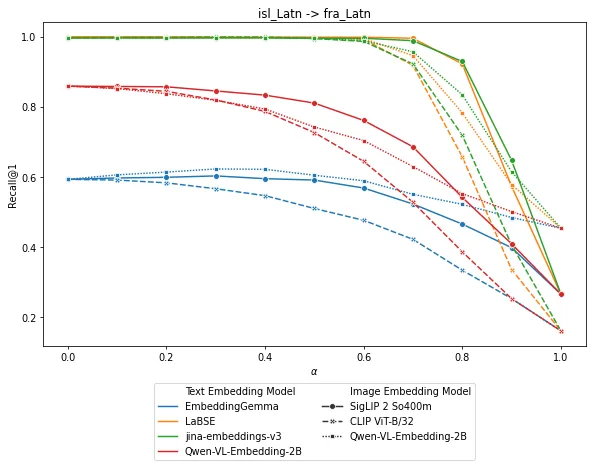 isl_Latn -> fra_Latn
Recall@1
1.0
0.8
0.6
0.4
0.2
0.0 0.2 0.4 0.6 0.8 1.0
α
Text Embedding Model
EmbeddingGemma
LaBSE
jina-embeddings-v3
Qwen-VL-Embedding-2B
Image Embedding Model
SigLIP 2 So400m
CLIP ViT-B/32
Qwen-VL-Embedding-2B